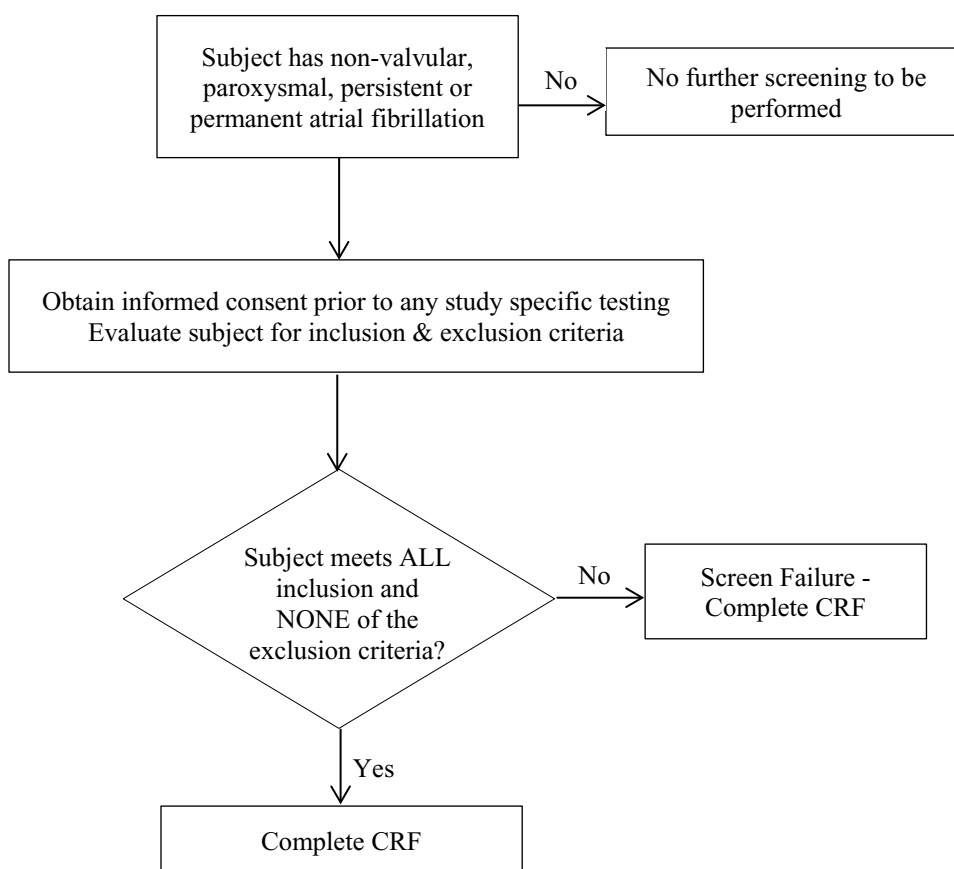 Subject has non-valvular,
paroxysmal, persistent or
permanent atrial fibrillation
No
No further screening to be
performed
Obtain informed consent prior to any study specific testing
Evaluate subject for inclusion & exclusion criteria
Subject meets ALL
inclusion and
NONE of the
exclusion criteria?
No
Screen Failure -
Complete CRF
Yes
Complete CRF